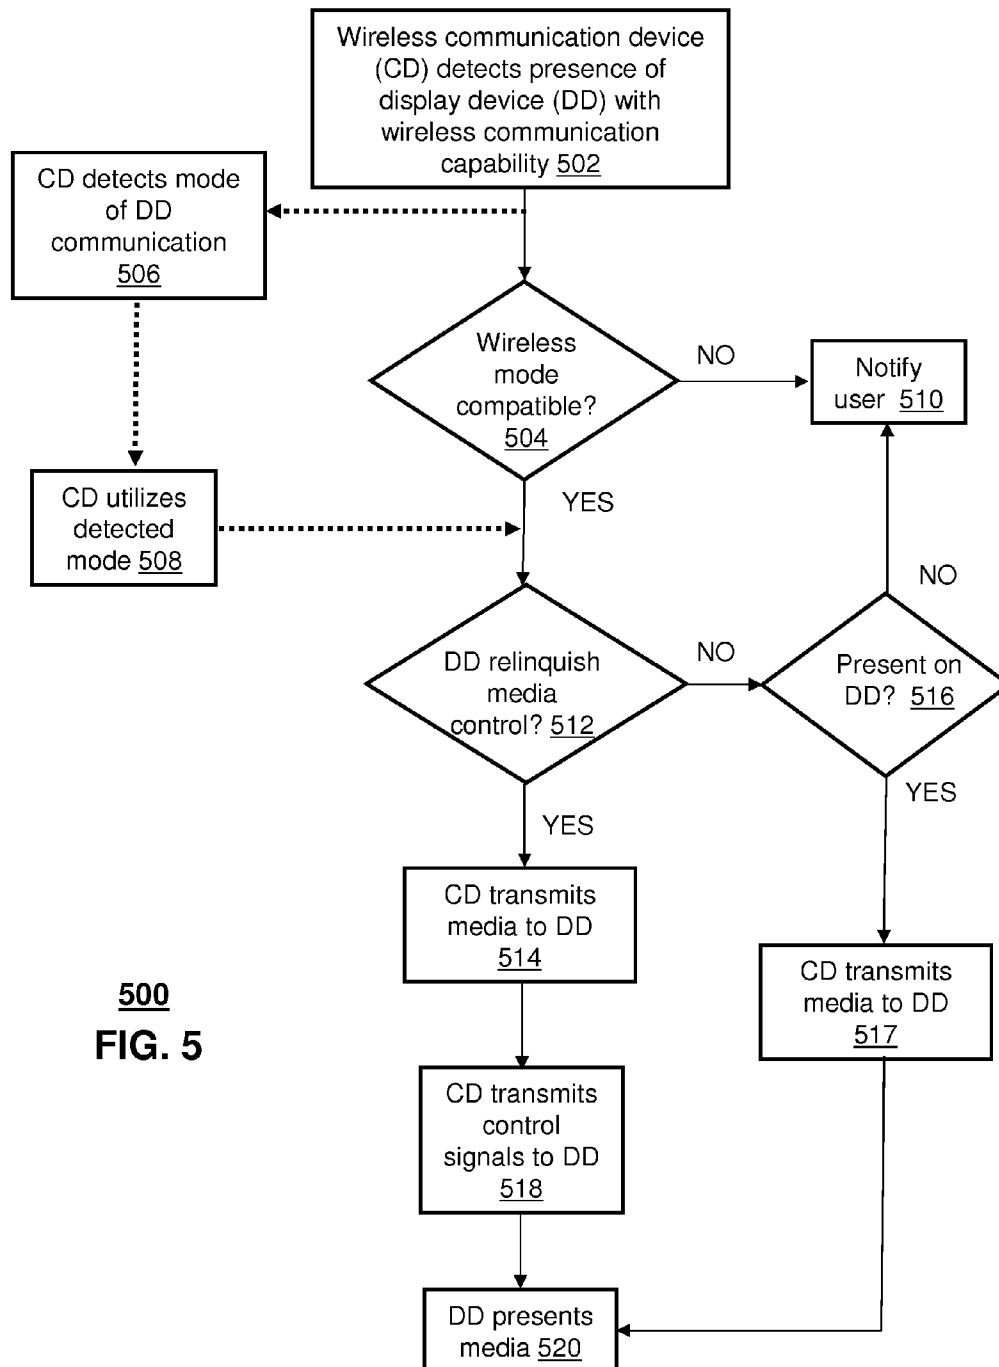 Wireless communication device
(CD) detects presence of
display device (DD) with
wireless communication
capability 502
CD detects mode
of DD
communication
506
Wireless
mode
compatible?
504
NO
Notify
user 510
YES
CD utilizes
detected
mode 508
NO
DD relinquish
media
control? 512
NO
Present on
DD? 516
YES
YES
CD transmits
media to DD
514
CD transmits
media to DD
517
500
FIG. 5
CD transmits
control
signals to DD
518
DD presents
media 520